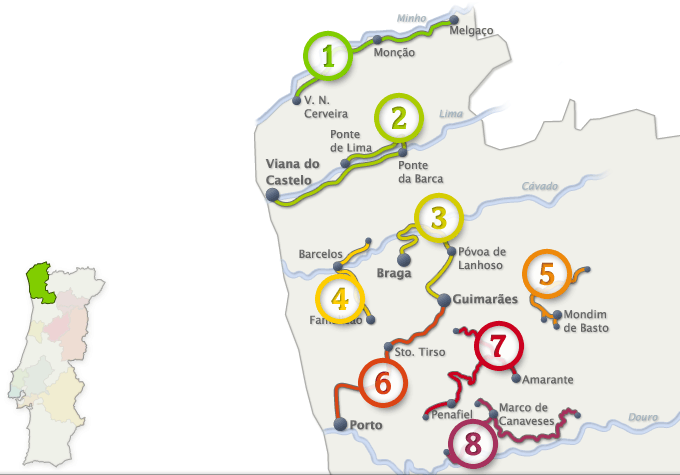 Minho
Melgaço
1
Monção
V. N.
Cerveira
2
Lima
Ponte
de Lima
Viana do
Castelo
Ponte
da Barca
Cávado
3
Barcelos
Póvoa de
Lanhoso
Braga
5
4
Guimarães
Mondim
de Basto
7
Sto. Tirso
6
Amarante
Penafiel
Marco de
Canaveses
Douro
Porto
8